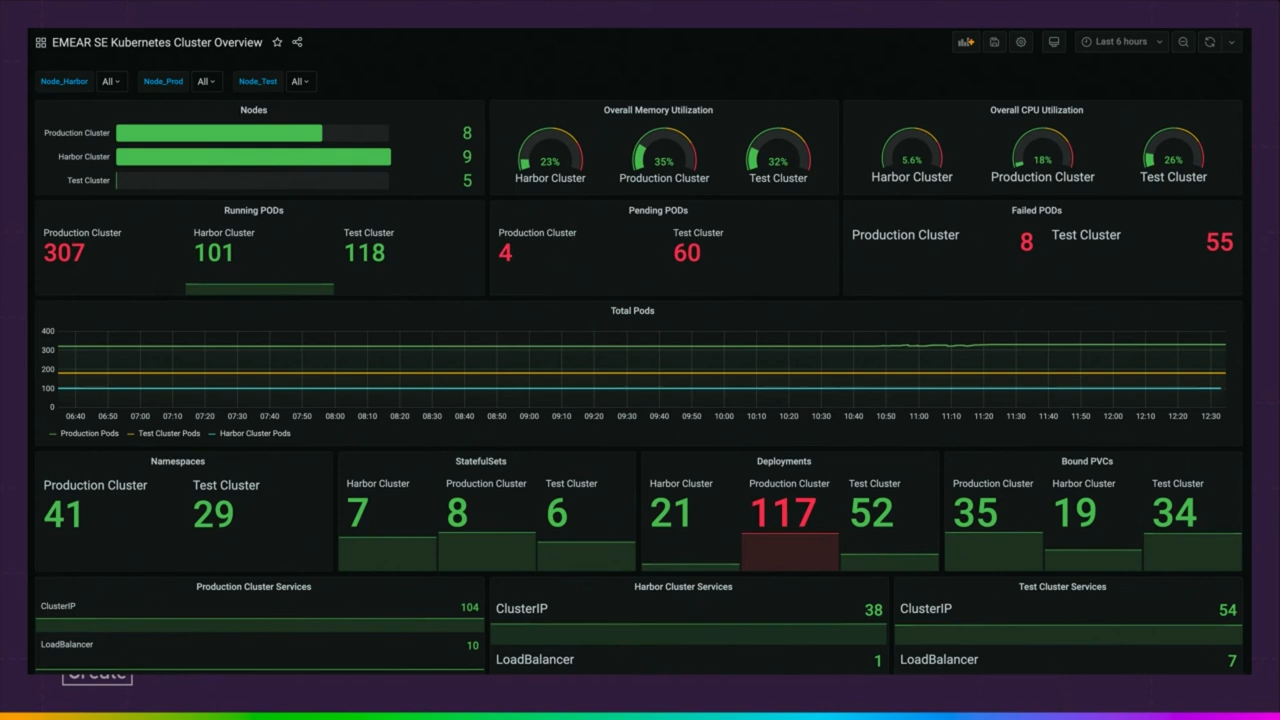 EMEAR SE Kubernetes Cluster Overview
Last 6 hours
Node_Harbor All Node_Prod All Node_Test All
Nodes
Production Cluster 8
Harbor Cluster 9
Test Cluster 5
Overall Memory Utilization
23% 35% 32%
Harbor Cluster Production Cluster Test Cluster
Overall CPU Utilization
5.6% 18% 26%
Harbor Cluster Production Cluster Test Cluster
Running PODs
Production Cluster Harbor Cluster Test Cluster
307 101 118
Pending PODs
Production Cluster Test Cluster
4 60
Failed PODs
Production Cluster 8 Test Cluster 55
Total Pods
400
300
200
100
0
06:40 06:50 07:00 07:10 07:20 07:30 07:40 07:50 08:00 08:10 08:20 08:30 08:40 08:50 09:00 09:10 09:20 09:30 09:40 09:50 10:00 10:10 10:20 10:30 10:40 10:50 11:00 11:10 11:20 11:30 11:40 11:50 12:00 12:10 12:20 12:30
Production Pods Test Cluster Pods Harbor Cluster Pods
Namespaces
Production Cluster Test Cluster
41 29
StatefulSets
Harbor Cluster Production Cluster Test Cluster
7 8 6
Deployments
Harbor Cluster Production Cluster Test Cluster
21 117 52
Bound PVCs
Production Cluster Harbor Cluster Test Cluster
35 19 34
Production Cluster Services
ClusterIP 104
LoadBalancer 10
Harbor Cluster Services
ClusterIP 38
LoadBalancer 1
Test Cluster Services
ClusterIP 54
LoadBalancer 7
Create